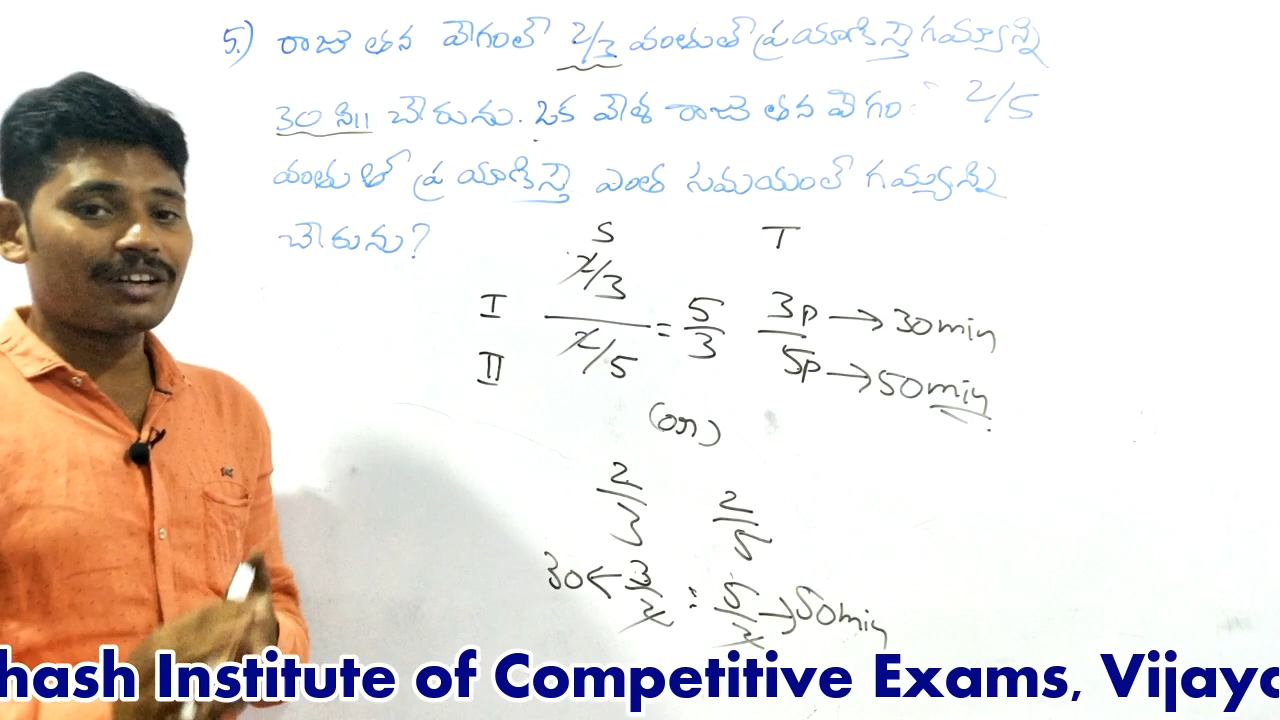 5.) రాజు తన వేగంలో 2/3 వంతుతో ప్రయాణిస్తే గమ్యాన్ని
30 ని॥ చేరును. ఒక వేళ రాజు తన వేగం 2/5
వంతుతో ప్రయాణిస్తే ఎంత సమయంలో గమ్యాన్ని
చేరును?
S T
2/3
I = 5/3 3p → 30min
II 2/5 5p → 50min
(or)
2/3 2/5
30 ← 3/2 : 5/2 → 50min
hash Institute of Competitive Exams, Vijaya